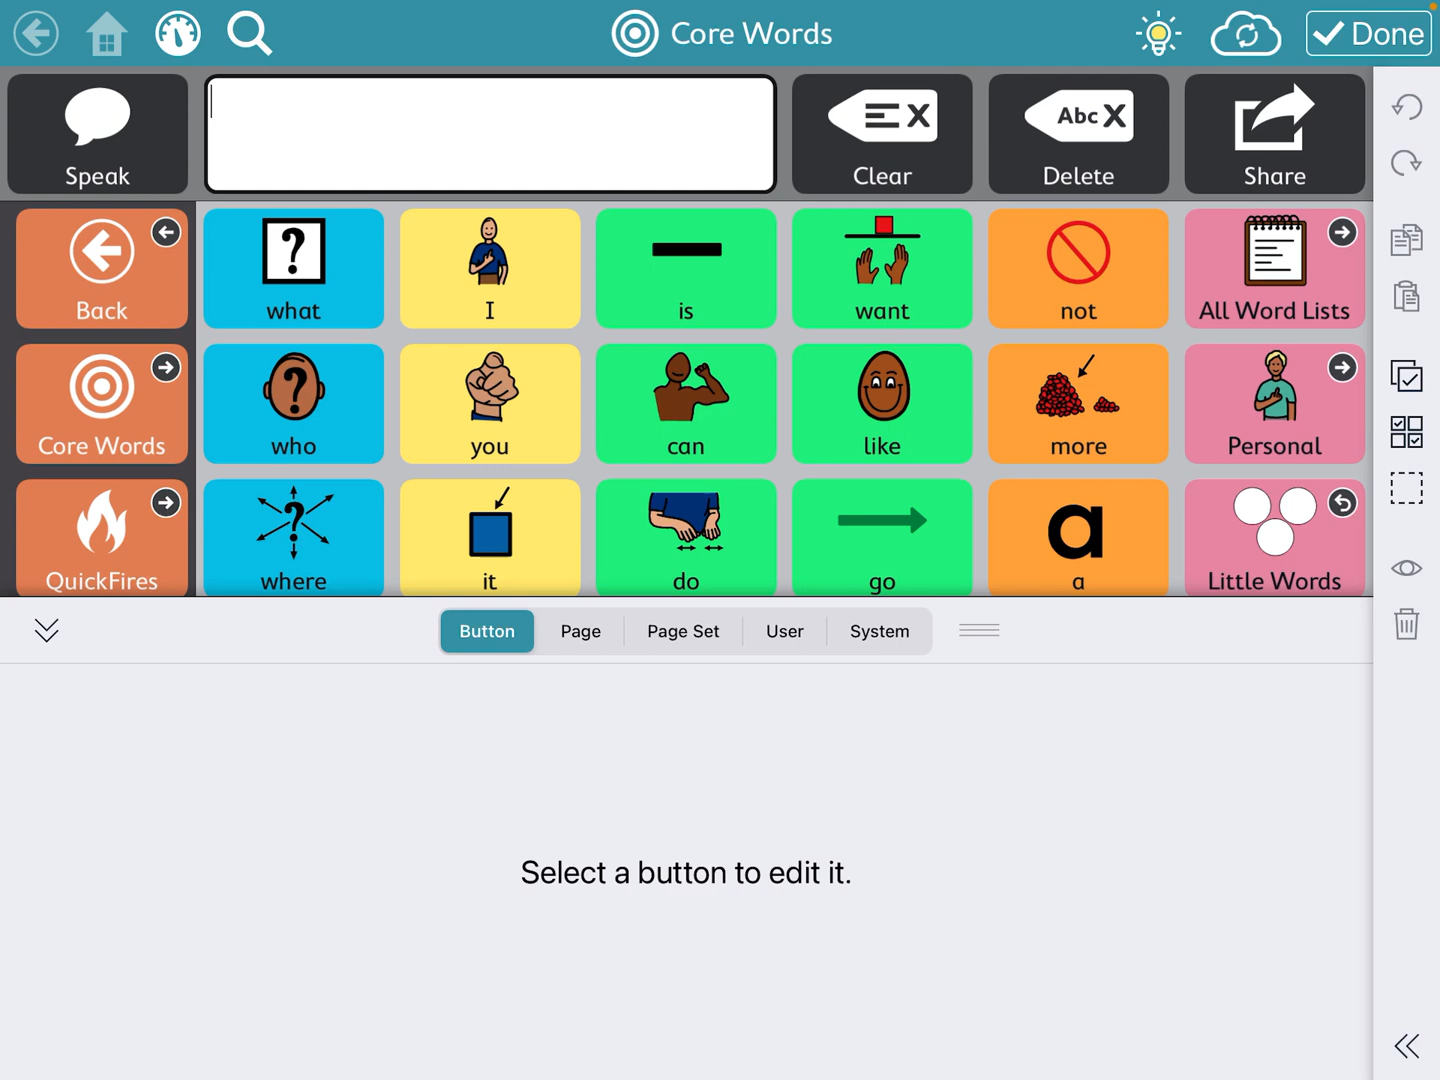 Core Words
Done
Speak
Clear
Abc X
Delete
Share
Back
what
I
is
want
not
All Word Lists
Core Words
who
you
can
like
more
Personal
QuickFires
where
it
do
go
a
a
Little Words
Button
Page
Page Set
User
System
Select a button to edit it.